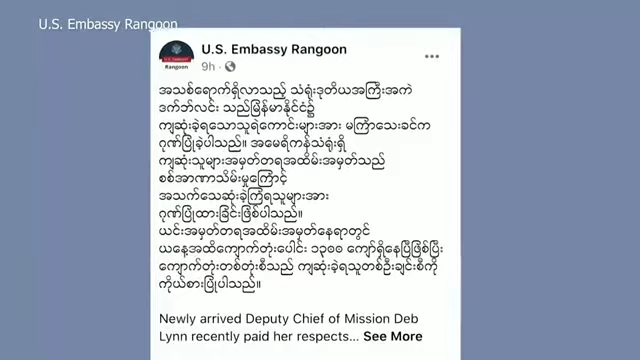 U.S. Embassy Rangoon
U.S. Embassy Rangoon
9h
အသစ်ရောက်ရှိလာသည့် သံရုံးဒုတိယအကြီးအကဲ
ဒက်ဘ်လင်း သည်မြန်မာနိုင်ငံ၌
ကျဆုံးခဲ့ရသောသူရဲကောင်းများအား မကြာသေးခင်က
ဂုဏ်ပြုခဲ့ပါသည်။ အမေရိကန်သံရုံးရှိ
ကျဆုံးသူများအမှတ်တရအထိမ်းအမှတ်သည်
စစ်အာဏာသိမ်းမှုကြောင့်
အသက်သေဆုံးခဲ့ကြရသူများအား
ဂုဏ်ပြုထားခြင်းဖြစ်ပါသည်။
ယင်းအမှတ်တရအထိမ်းအမှတ်နေရာတွင်
ယနေ့အထိကျောက်တုံးပေါင်း ၁၃၈၈ ကျော်ရှိနေပြီဖြစ်ပြီး
ကျောက်တုံးတစ်တုံးစီသည် ကျဆုံးခဲ့ရသူတစ်ဦးချင်းစီကို
ကိုယ်စားပြုပါသည်။
Newly arrived Deputy Chief of Mission Deb
Lynn recently paid her respects... See More